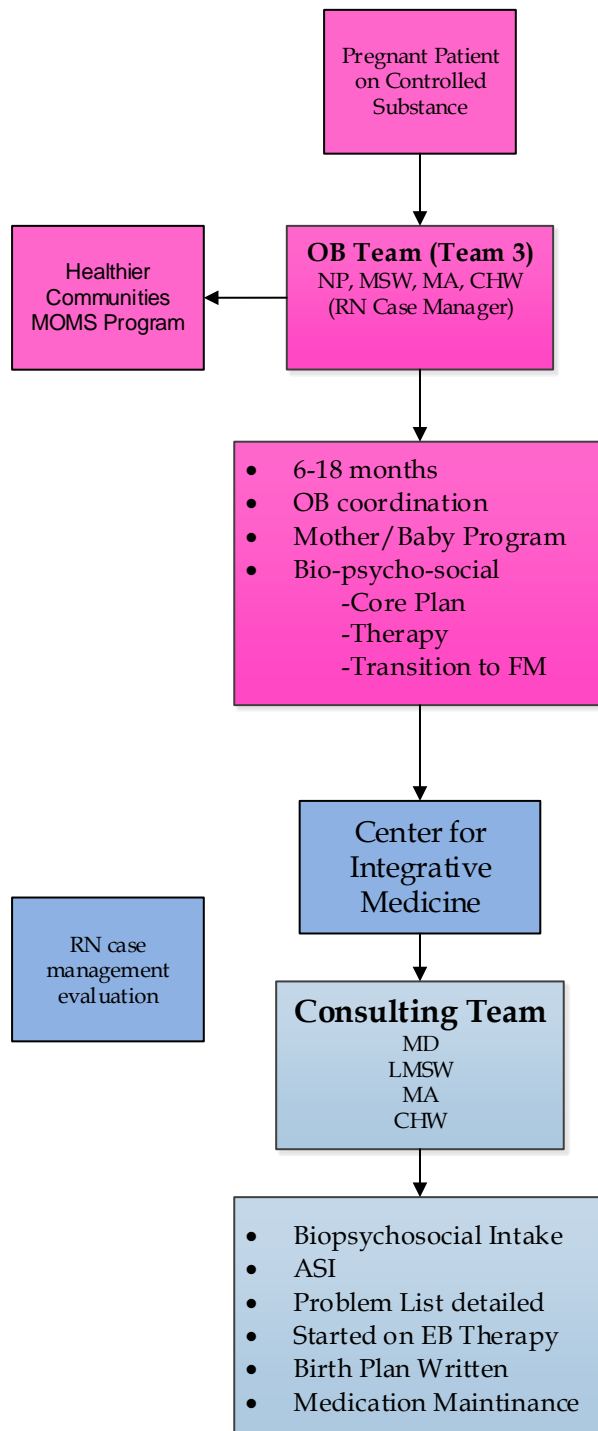 Pregnant Patient
on Controlled
Substance
OB Team (Team 3)
NP, MSW, MA, CHW
(RN Case Manager)
Healthier
Communities
MOMS Program
• 6-18 months
• OB coordination
• Mother/Baby Program
• Bio-psycho-social
-Core Plan
-Therapy
-Transition to FM
Center for
Integrative
Medicine
RN case
management
evaluation
Consulting Team
MD
LMSW
MA
CHW
• Biopsychosocial Intake
• ASI
• Problem List detailed
• Started on EB Therapy
• Birth Plan Written
• Medication Maintinance